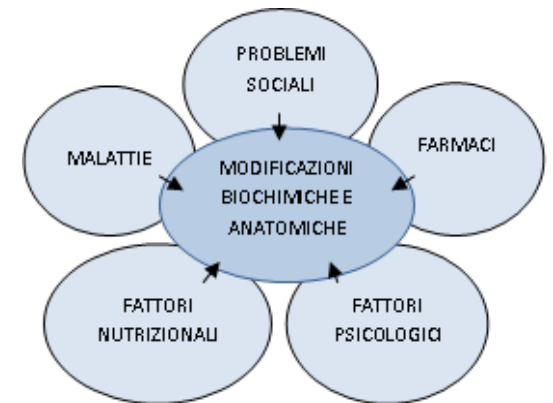 PROBLEMI
SOCIALI
MALATTIE
FARMACI
MODIFICAZIONI
BIOCHIMICHE E
ANATOMICHE
FATTORI
NUTRIZIONALI
FATTORI
PSICOLOGICI